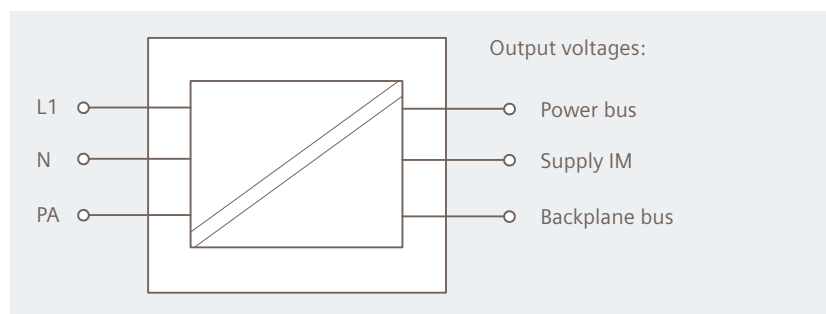 Output voltages:
L1
Power bus
N
Supply IM
PA
Backplane bus